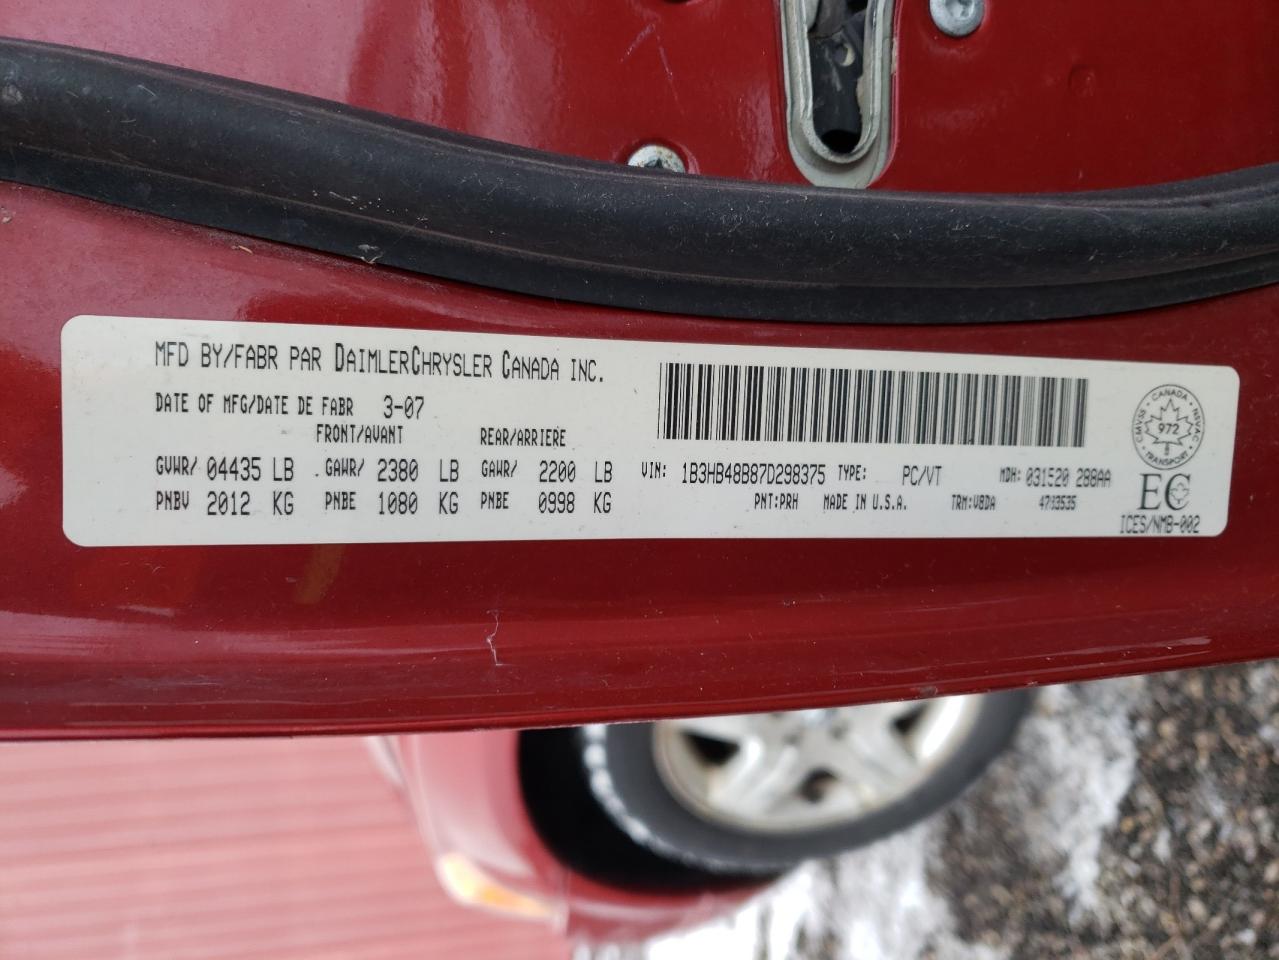 MFD BY/FABR PAR DAIMLERCHRYSLER CANADA INC.
DATE OF MFG/DATE DE FABR 3-07
FRONT/AVANT REAR/ARRIERE
GVWR/ 04435 LB GAWR/ 2380 LB GAWR/ 2200 LB
PNBV 2012 KG PNBE 1080 KG PNBE 0998 KG
VIN: 1B3HB48B87D298375 TYPE: PC/VT MDH: 031520 288AA
PNT:PRH MADE IN U.S.A. TRM:V8DA
CANADA
CMVSS NSVAC
972
TRANSPORT
EC
ICES/NMB-002